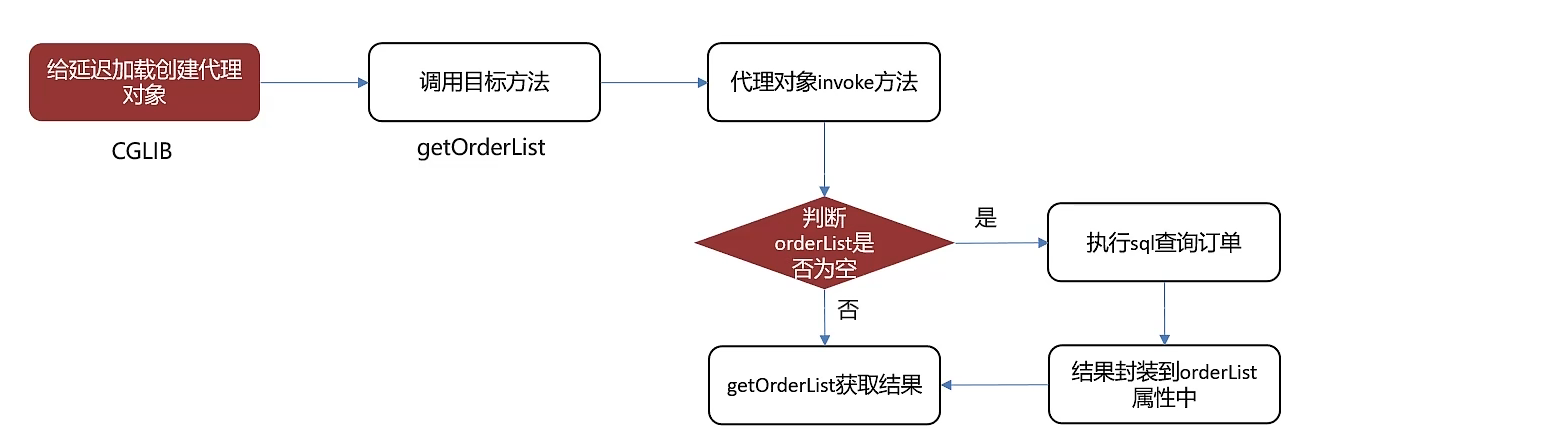 给延迟加载创建代理
对象
CGLIB
调用目标方法
getOrderList
代理对象invoke方法
判断
orderList是
否为空
是
执行sql查询订单
否
getOrderList获取结果
结果封装到orderList
属性中